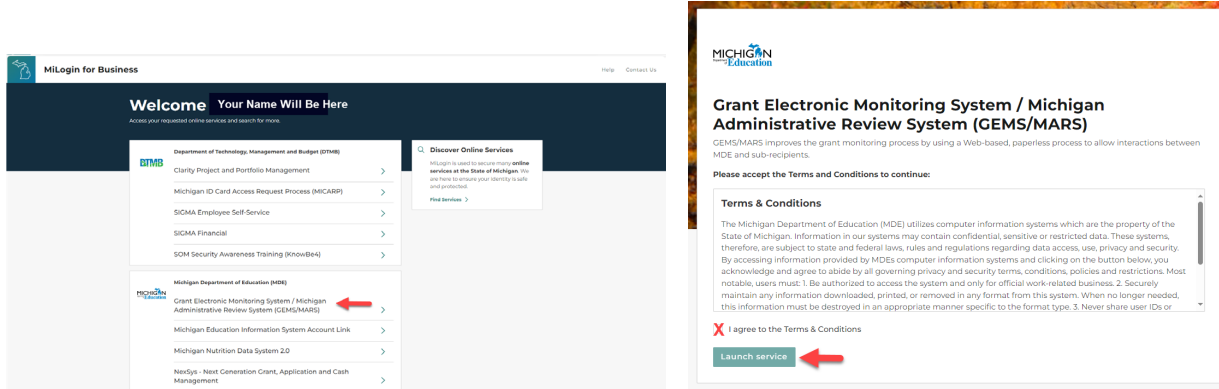 MiLogin for Business
Help Contact Us
Welcome Your Name Will Be Here
Access your requested online services and search for more.
DTMB
Department of Technology, Management and Budget (DTMB)
Clarity Project and Portfolio Management
Michigan ID Card Access Request Process (MICARP)
SIGMA Employee Self-Service
SIGMA Financial
SOM Security Awareness Training (KnowBe4)
Discover Online Services
MiLogin is used to secure many online
services at the State of Michigan. We
are here to ensure your identity is safe
and protected.
Find Services
MICHIGAN
Education
Michigan Department of Education (MDE)
Grant Electronic Monitoring System / Michigan
Administrative Review System (GEMS/MARS)
Michigan Education Information System Account Link
Michigan Nutrition Data System 2.0
NexSys - Next Generation Grant, Application and Cash
Management
MICHIGAN
Department of Education
Grant Electronic Monitoring System / Michigan
Administrative Review System (GEMS/MARS)
GEMS/MARS improves the grant monitoring process by using a Web-based, paperless process to allow interactions between
MDE and sub-recipients.
Please accept the Terms and Conditions to continue:
Terms & Conditions
The Michigan Department of Education (MDE) utilizes computer information systems which are the property of the
State of Michigan. Information in our systems may contain confidential, sensitive or restricted data. These systems,
therefore, are subject to state and federal laws, rules and regulations regarding data access, use, privacy and security.
By accessing information provided by MDEs computer information systems and clicking on the button below, you
acknowledge and agree to abide by all governing privacy and security terms, conditions, policies and restrictions. Most
notable, users must: 1. Be authorized to access the system and only for official work-related business. 2. Securely
maintain any information downloaded, printed, or removed in any format from this system. When no longer needed,
this information must be destroyed in an appropriate manner specific to the format type. 3. Never share user IDs or
X I agree to the Terms & Conditions
Launch service